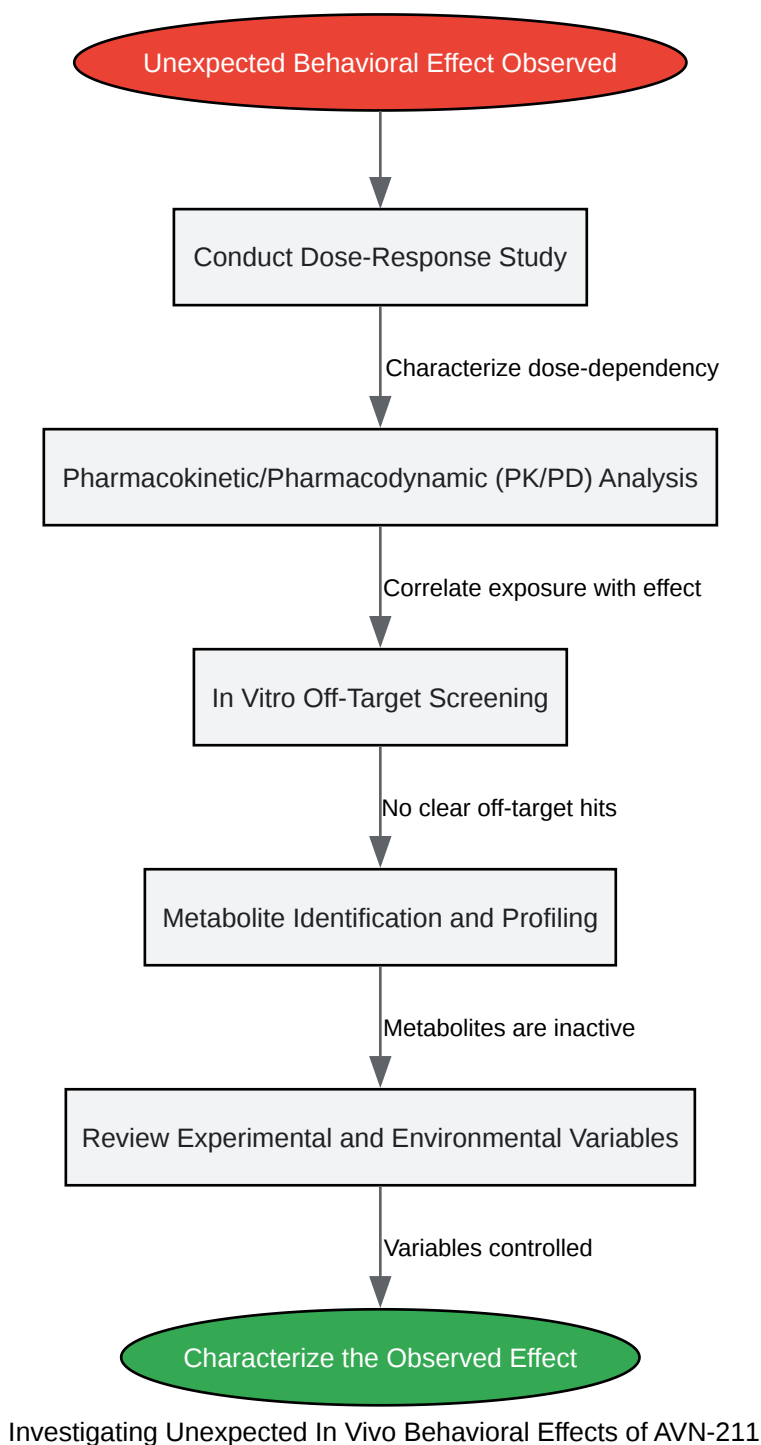 Unexpected Behavioral Effect Observed
Conduct Dose-Response Study
Characterize dose-dependency
Pharmacokinetic/Pharmacodynamic (PK/PD) Analysis
Correlate exposure with effect
In Vitro Off-Target Screening
No clear off-target hits
Metabolite Identification and Profiling
Metabolites are inactive
Review Experimental and Environmental Variables
Variables controlled
Characterize the Observed Effect
Investigating Unexpected In Vivo Behavioral Effects of AVN-211